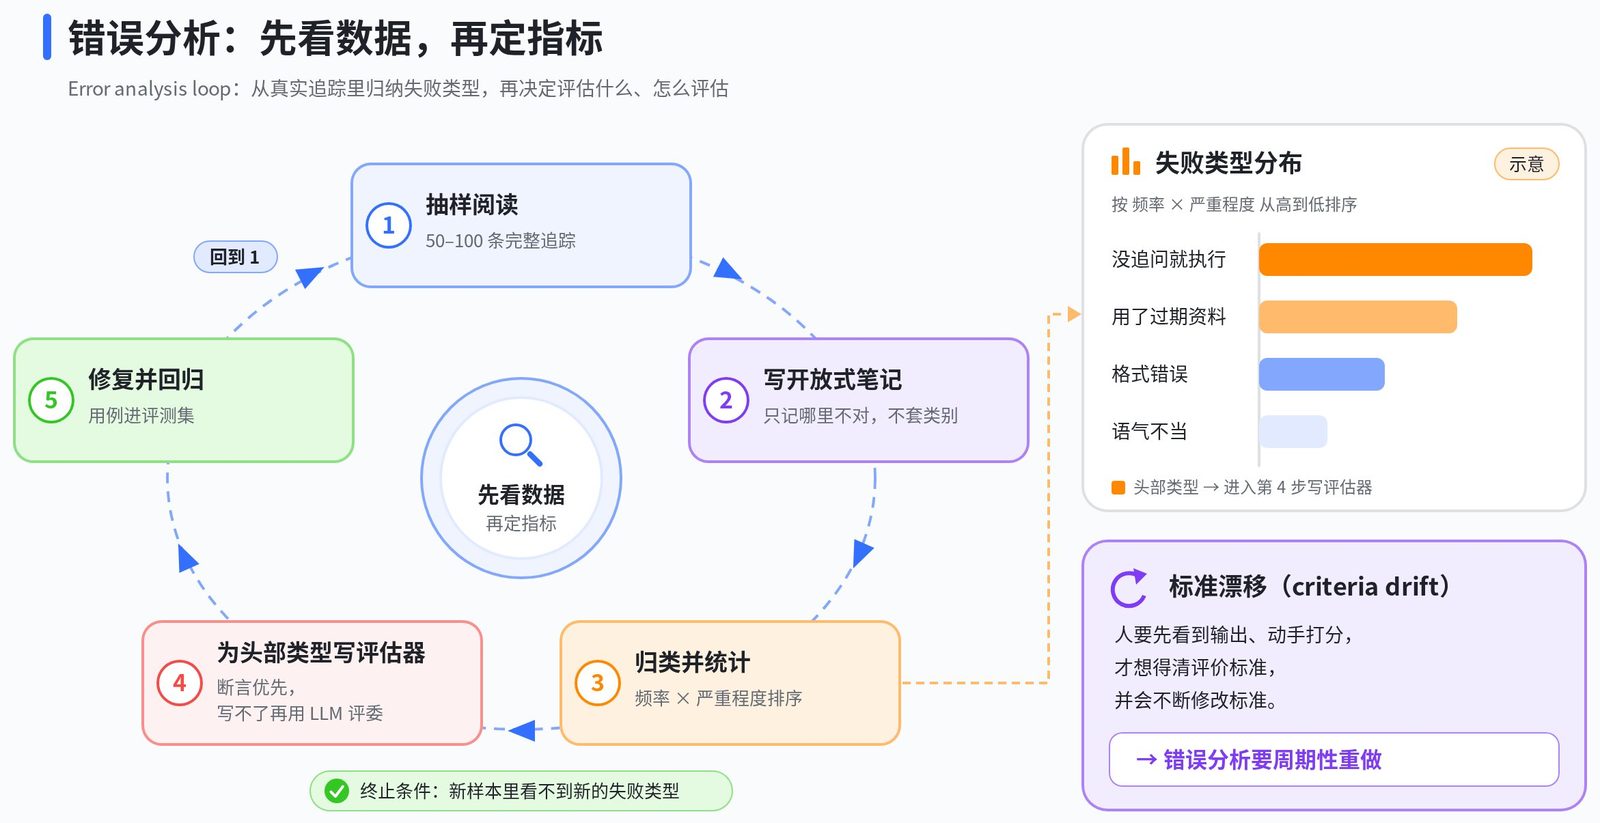 错误分析：先看数据，再定指标
Error analysis loop：从真实追踪里归纳失败类型，再决定评估什么、怎么评估
1
抽样阅读
50–100 条完整追踪
回到 1
2
写开放式笔记
只记哪里不对，不套类别
3
归类并统计
频率 × 严重程度排序
4
为头部类型写评估器
断言优先，
写不了再用 LLM 评委
5
修复并回归
用例进评测集
先看数据
再定指标
终止条件：新样本里看不到新的失败类型
失败类型分布
示意
按 频率 × 严重程度 从高到低排序
没追问就执行
用了过期资料
格式错误
语气不当
头部类型 → 进入第 4 步写评估器
标准漂移（criteria drift）
人要先看到输出、动手打分，
才想得清评价标准，
并会不断修改标准。
→ 错误分析要周期性重做